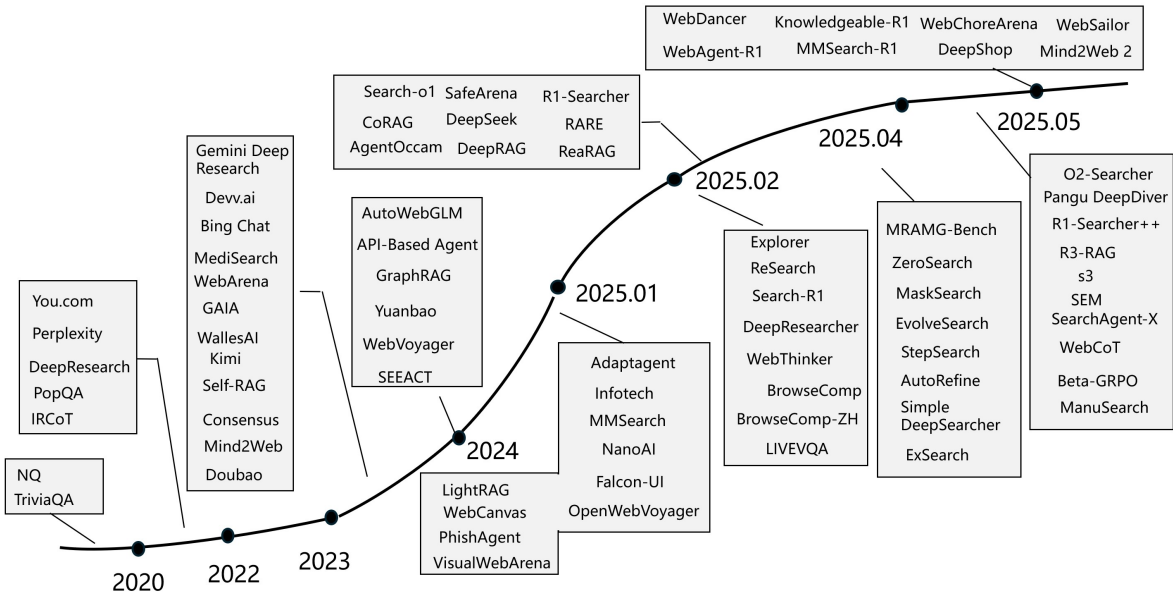 NQ
TriviaQA
You.com
Perplexity
DeepResearch
PopQA
IRCoT
Gemini Deep
Research
Devv.ai
Bing Chat
MediSearch
WebArena
GAIA
WallesAI
Kimi
Self-RAG
Consensus
Mind2Web
Doubao
AutoWebGLM
API-Based Agent
GraphRAG
Yuanbao
WebVoyager
SEEACT
LightRAG
WebCanvas
PhishAgent
VisualWebArena
Adaptagent
Infotech
MMSearch
NanoAI
Falcon-UI
OpenWebVoyager
Search-o1 SafeArena R1-Searcher
CoRAG DeepSeek RARE
AgentOccam DeepRAG ReaRAG
Explorer
ReSearch
Search-R1
DeepResearcher
WebThinker
BrowseComp
BrowseComp-ZH
LIVEVQA
MRAMG-Bench
ZeroSearch
MaskSearch
EvolveSearch
StepSearch
AutoRefine
Simple
DeepSearcher
ExSearch
WebDancer Knowledgeable-R1 WebChoreArena WebSailor
WebAgent-R1 MMSearch-R1 DeepShop Mind2Web 2
O2-Searcher
Pangu DeepDiver
R1-Searcher++
R3-RAG
s3
SEM
SearchAgent-X
WebCoT
Beta-GRPO
ManuSearch
2020
2022
2023
2024
2025.01
2025.02
2025.04
2025.05